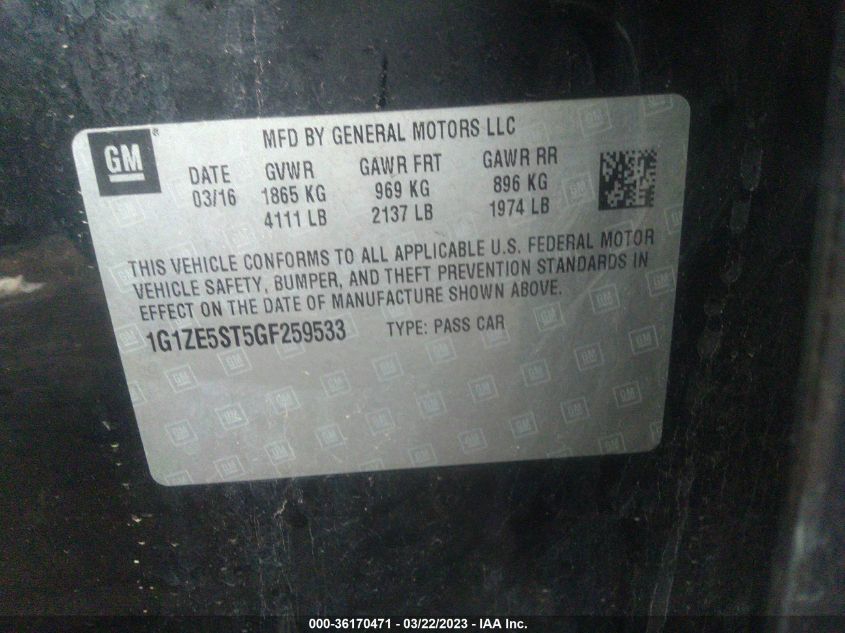 GM®
MFD BY GENERAL MOTORS LLC
DATE GVWR GAWR FRT GAWR RR
03/16 1865 KG 969 KG 896 KG
4111 LB 2137 LB 1974 LB
THIS VEHICLE CONFORMS TO ALL APPLICABLE U.S. FEDERAL MOTOR
VEHICLE SAFETY, BUMPER, AND THEFT PREVENTION STANDARDS IN
EFFECT ON THE DATE OF MANUFACTURE SHOWN ABOVE.
1G1ZE5ST5GF259533 TYPE: PASS CAR
000-36170471 - 03/22/2023 - IAA Inc.